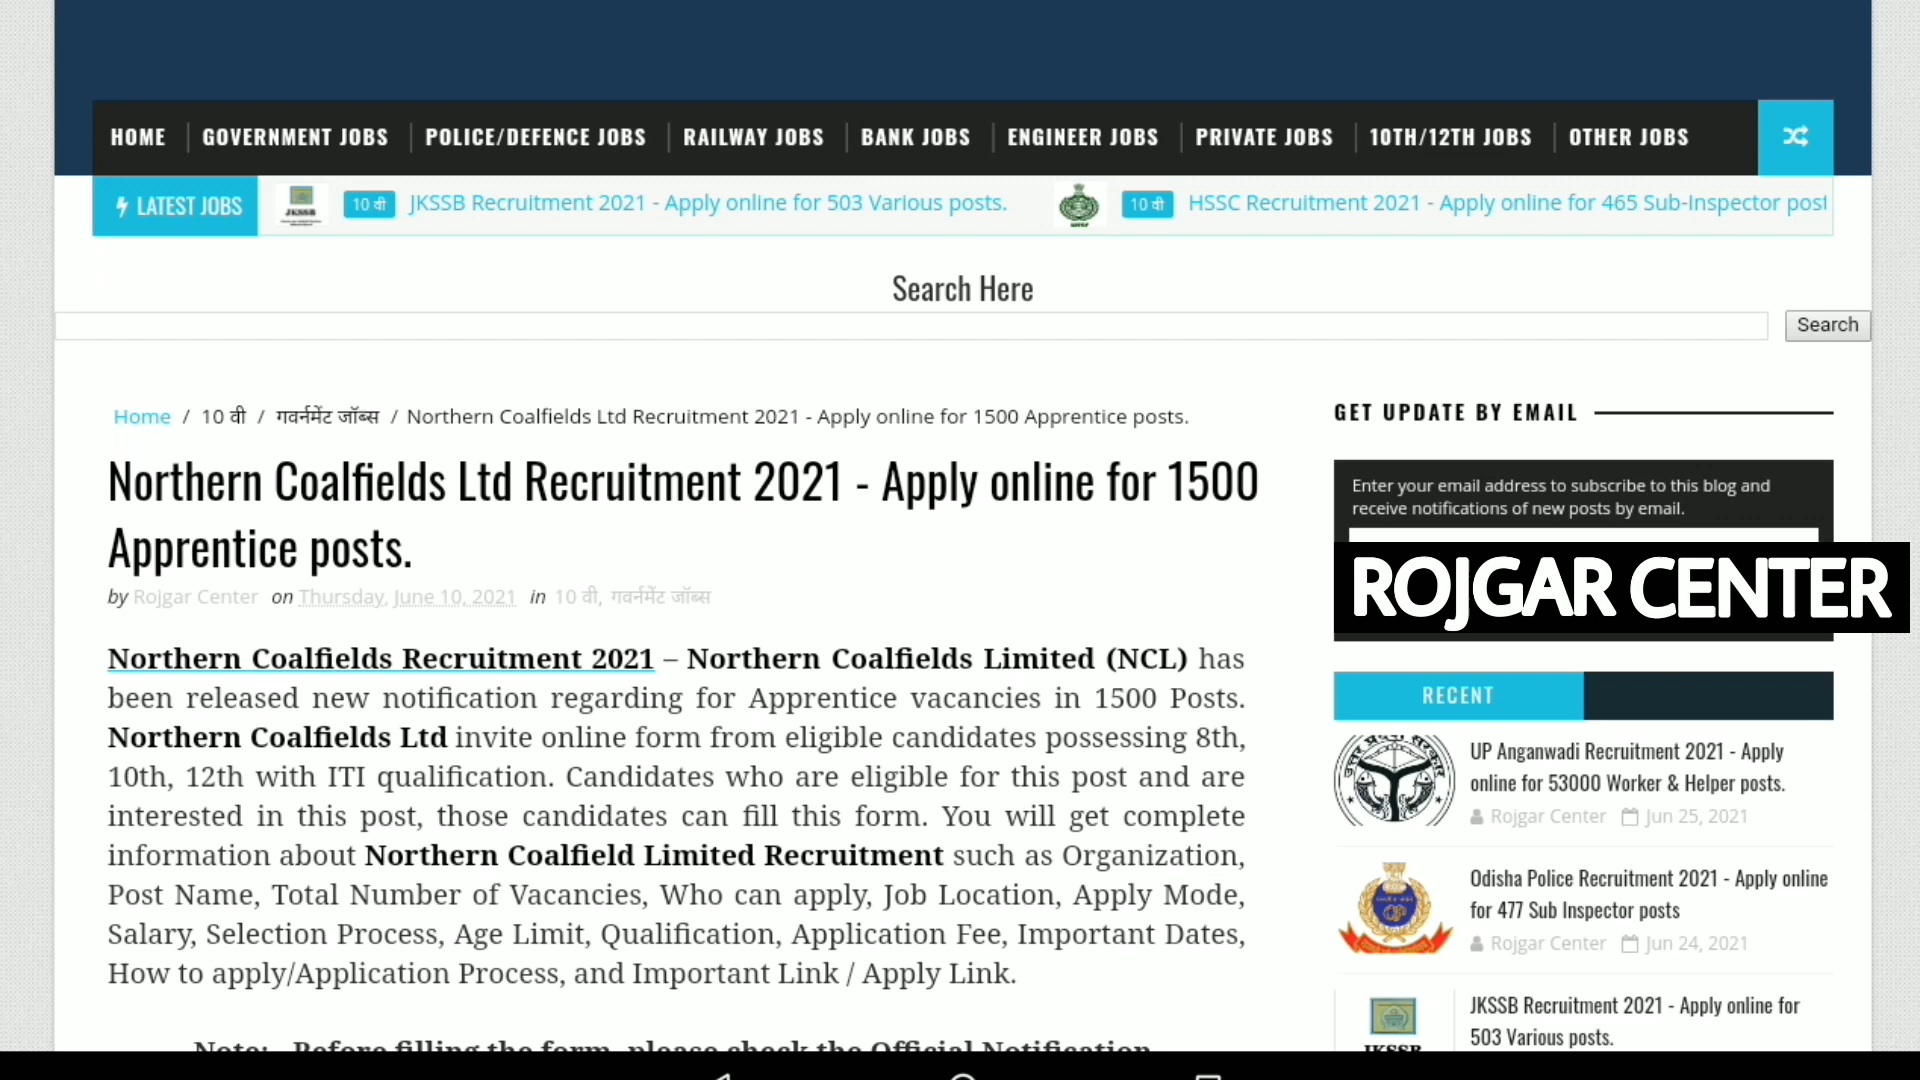 HOME
GOVERNMENT JOBS
POLICE/DEFENCE JOBS
RAILWAY JOBS
BANK JOBS
ENGINEER JOBS
PRIVATE JOBS
10TH/12TH JOBS
OTHER JOBS
LATEST JOBS
JKSSB
10 वी
JKSSB Recruitment 2021 - Apply online for 503 Various posts.
10 वी
HSSC Recruitment 2021 - Apply online for 465 Sub-Inspector post
Search Here
Search
Home / 10 वी / गवर्नमेंट जॉब्स / Northern Coalfields Ltd Recruitment 2021 - Apply online for 1500 Apprentice posts.
Northern Coalfields Ltd Recruitment 2021 - Apply online for 1500
Apprentice posts.
by Rojgar Center on Thursday, June 10, 2021 in 10 वी, गवर्नमेंट जॉब्स
Northern Coalfields Recruitment 2021 – Northern Coalfields Limited (NCL) has
been released new notification regarding for Apprentice vacancies in 1500 Posts.
Northern Coalfields Ltd invite online form from eligible candidates possessing 8th,
10th, 12th with ITI qualification. Candidates who are eligible for this post and are
interested in this post, those candidates can fill this form. You will get complete
information about Northern Coalfield Limited Recruitment such as Organization,
Post Name, Total Number of Vacancies, Who can apply, Job Location, Apply Mode,
Salary, Selection Process, Age Limit, Qualification, Application Fee, Important Dates,
How to apply/Application Process, and Important Link / Apply Link.
Note:- Before filling the form, please check the Official Notification
GET UPDATE BY EMAIL
Enter your email address to subscribe to this blog and
receive notifications of new posts by email.
ROJGAR CENTER
RECENT
UP Anganwadi Recruitment 2021 - Apply
online for 53000 Worker & Helper posts.
Rojgar Center Jun 25, 2021
Odisha Police Recruitment 2021 - Apply online
for 477 Sub Inspector posts
Rojgar Center Jun 24, 2021
JKSSB Recruitment 2021 - Apply online for
503 Various posts.
JKSSB